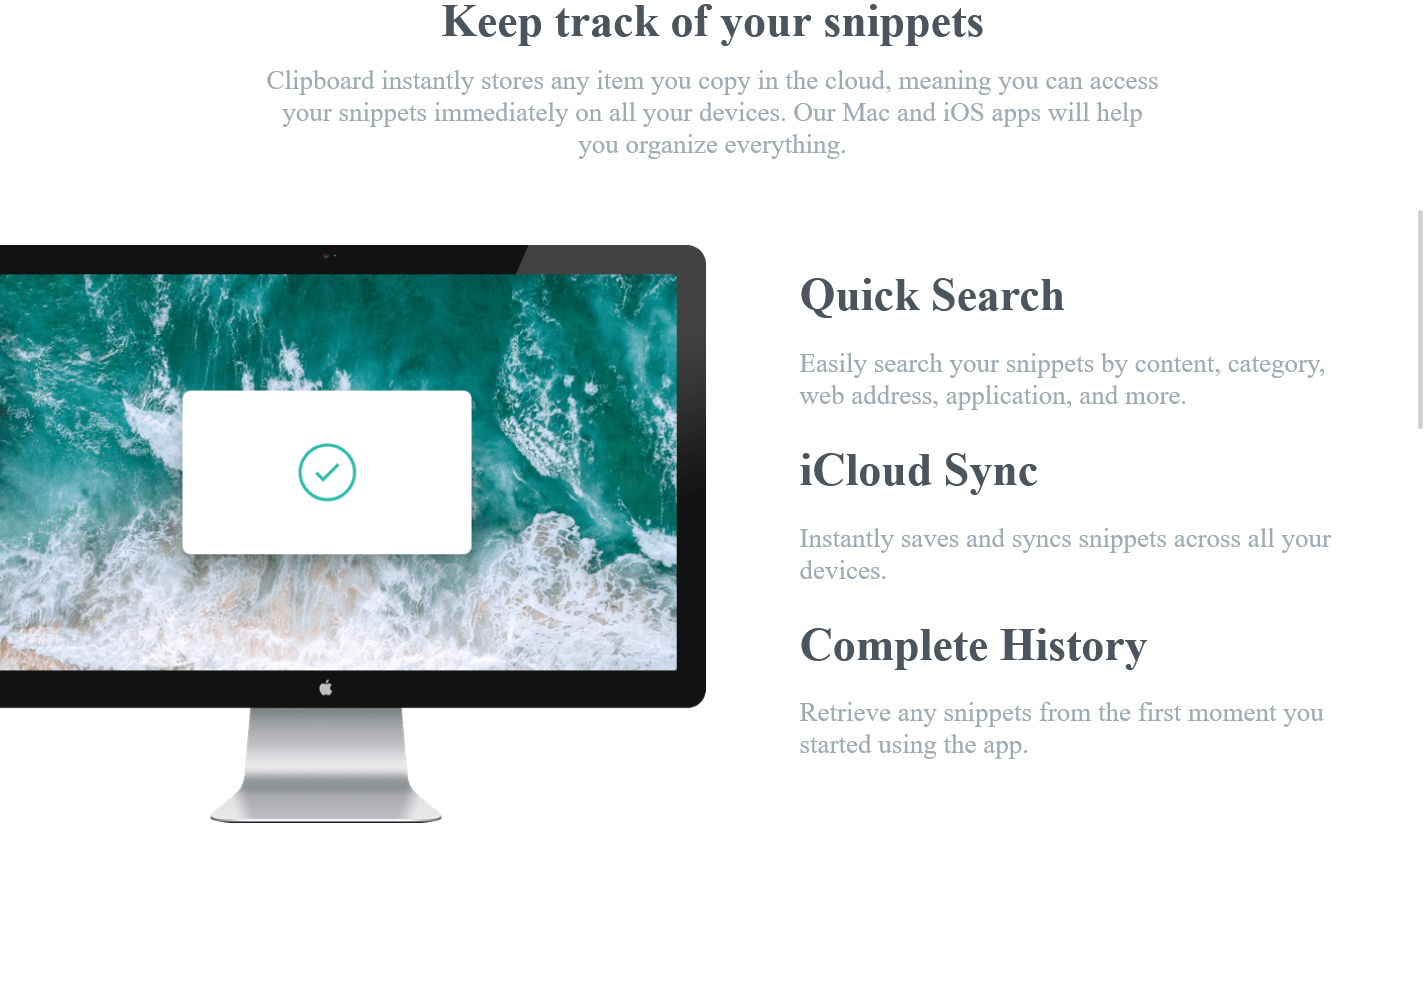 Keep track of your snippets
Clipboard instantly stores any item you copy in the cloud, meaning you can access
your snippets immediately on all your devices. Our Mac and iOS apps will help
you organize everything.
Quick Search
Easily search your snippets by content, category,
web address, application, and more.
iCloud Sync
Instantly saves and syncs snippets across all your
devices.
Complete History
Retrieve any snippets from the first moment you
started using the app.